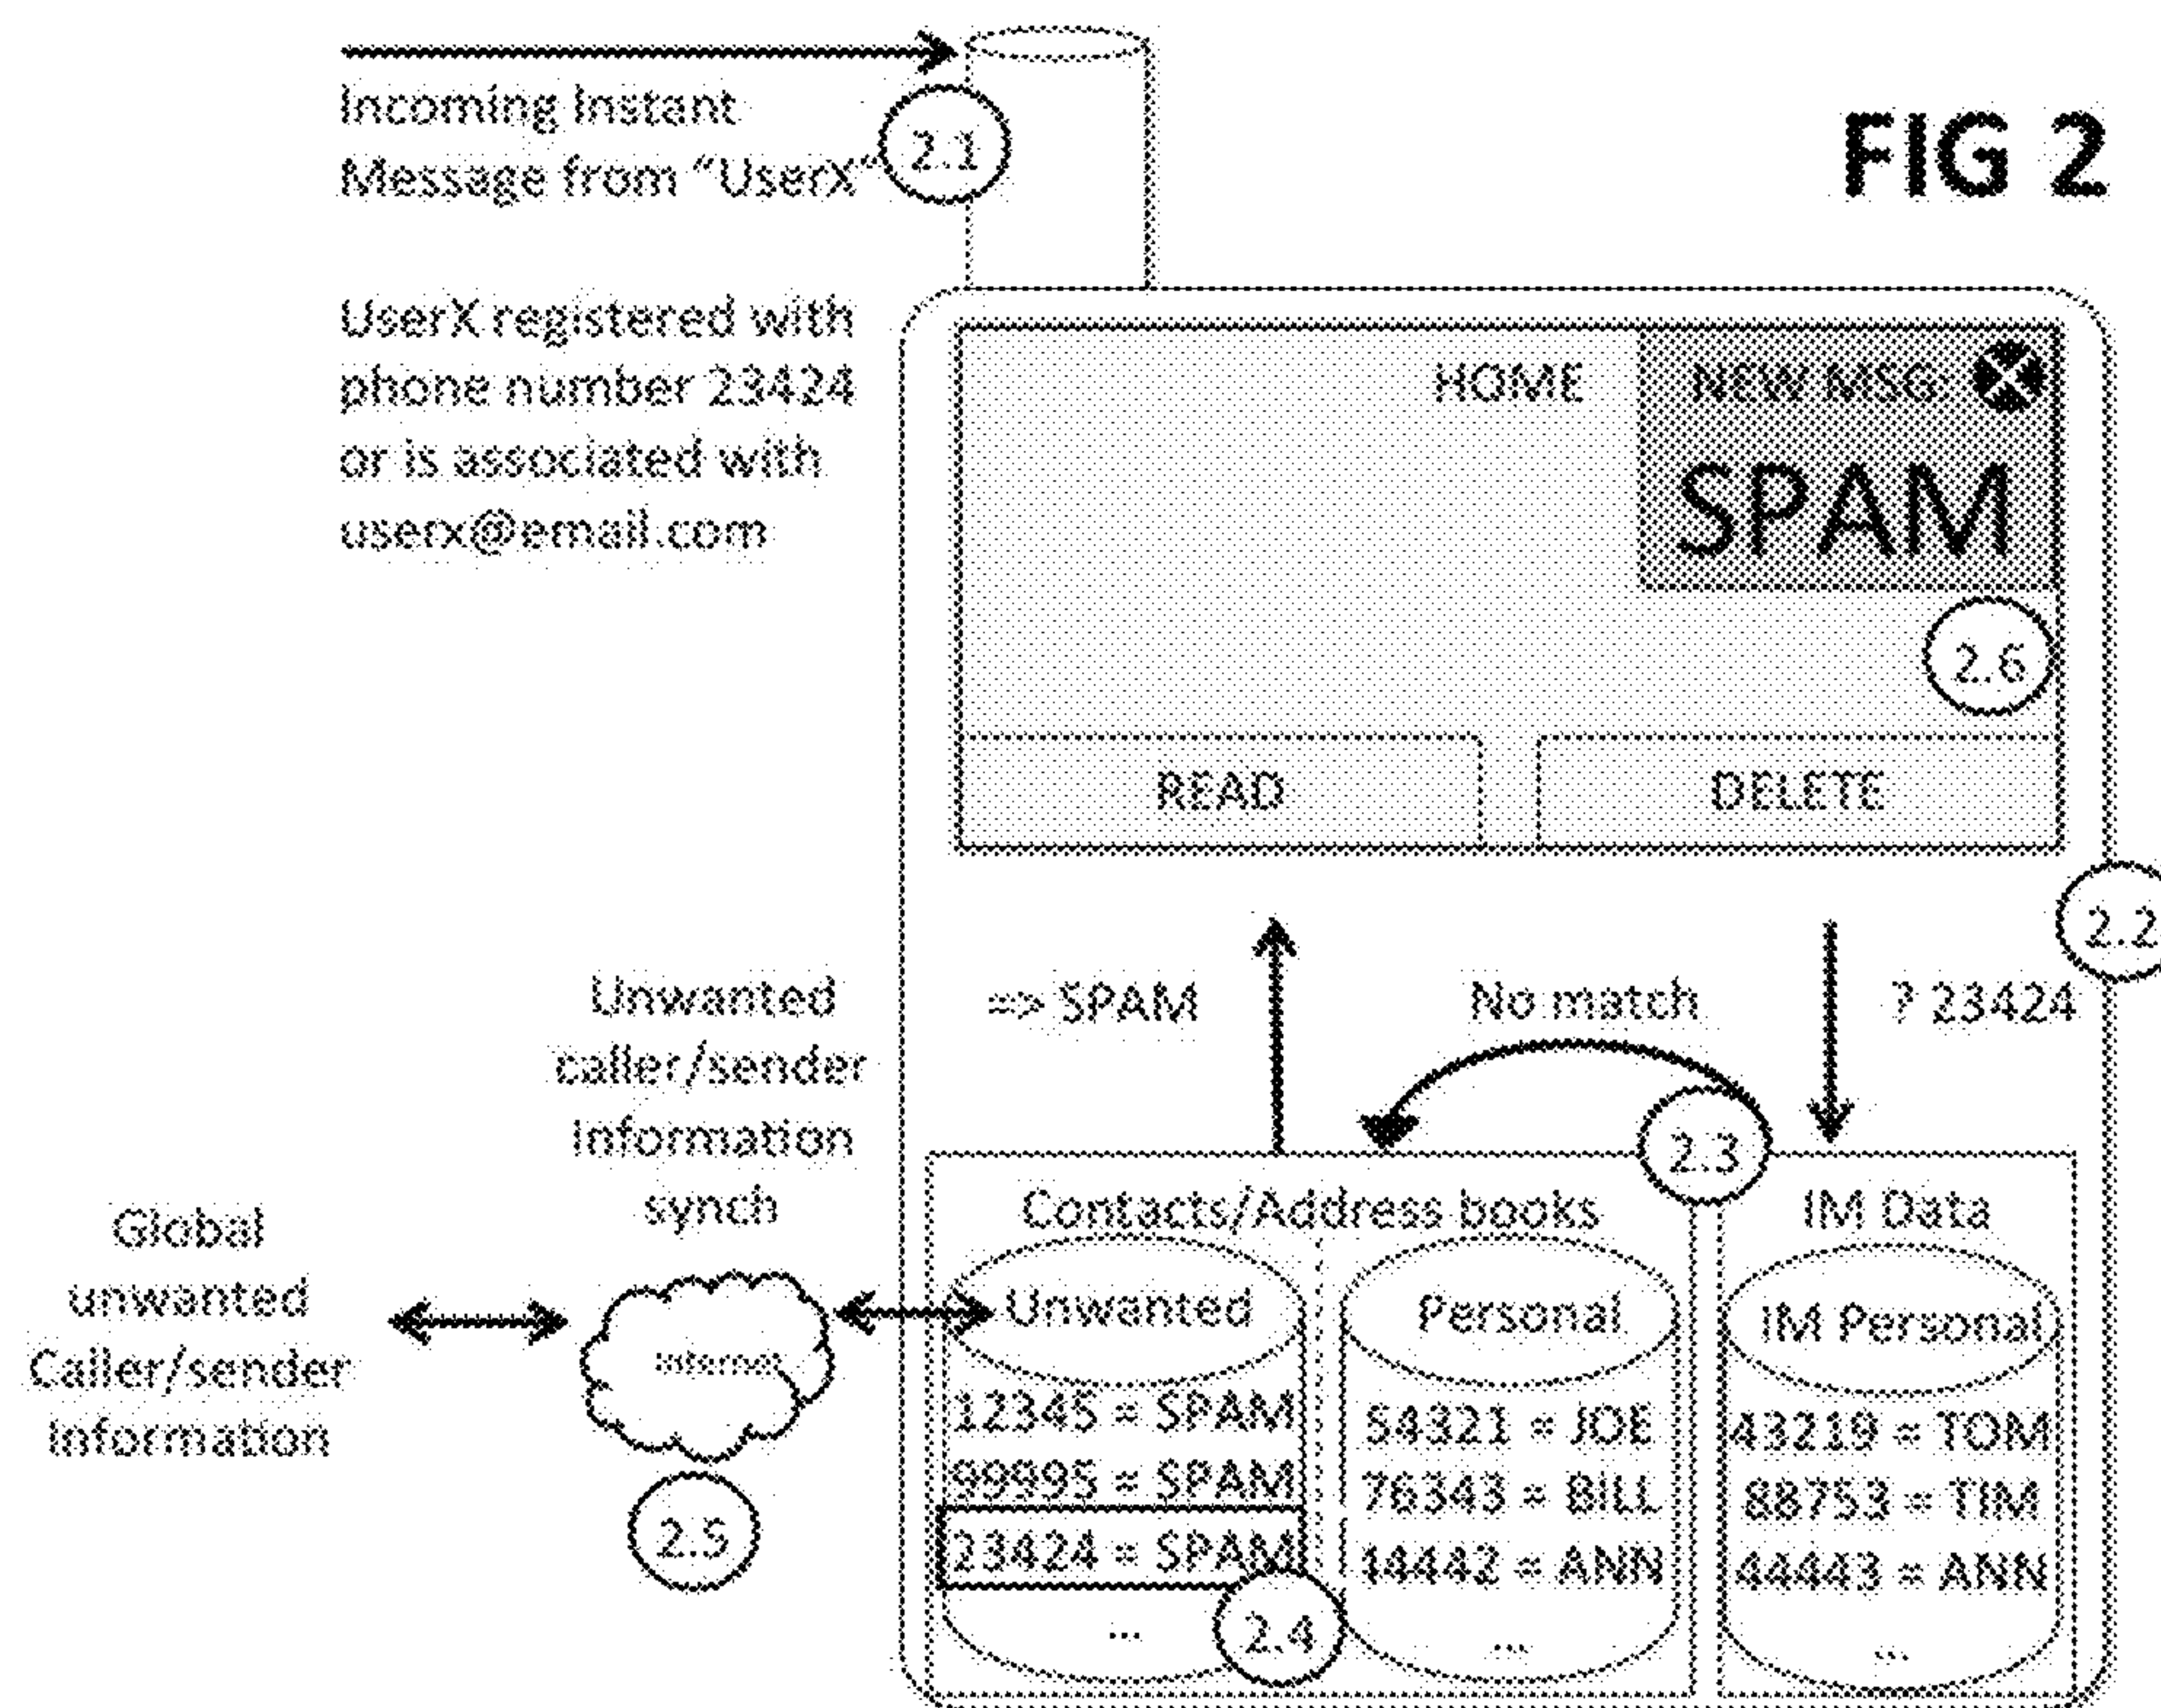 FIG 2
Incoming Instant
Message from "UserX"
2.1
UserX registered with
phone number 23424
or is associated with
userx@email.com
HOME
NEW MSG
SPAM
2.6
READ
DELETE
2.2
=> SPAM
No match
? 23424
2.3
Unwanted
caller/sender
Information
synch
Global
unwanted
Caller/sender
Information
Internet
2.5
Contacts/Address books
Unwanted
12345 = SPAM
99995 = SPAM
23424 = SPAM
...
2.4
Personal
54321 = JOE
76343 = BILL
14442 = ANN
...
IM Data
IM Personal
43219 = TOM
88753 = TIM
44443 = ANN
...